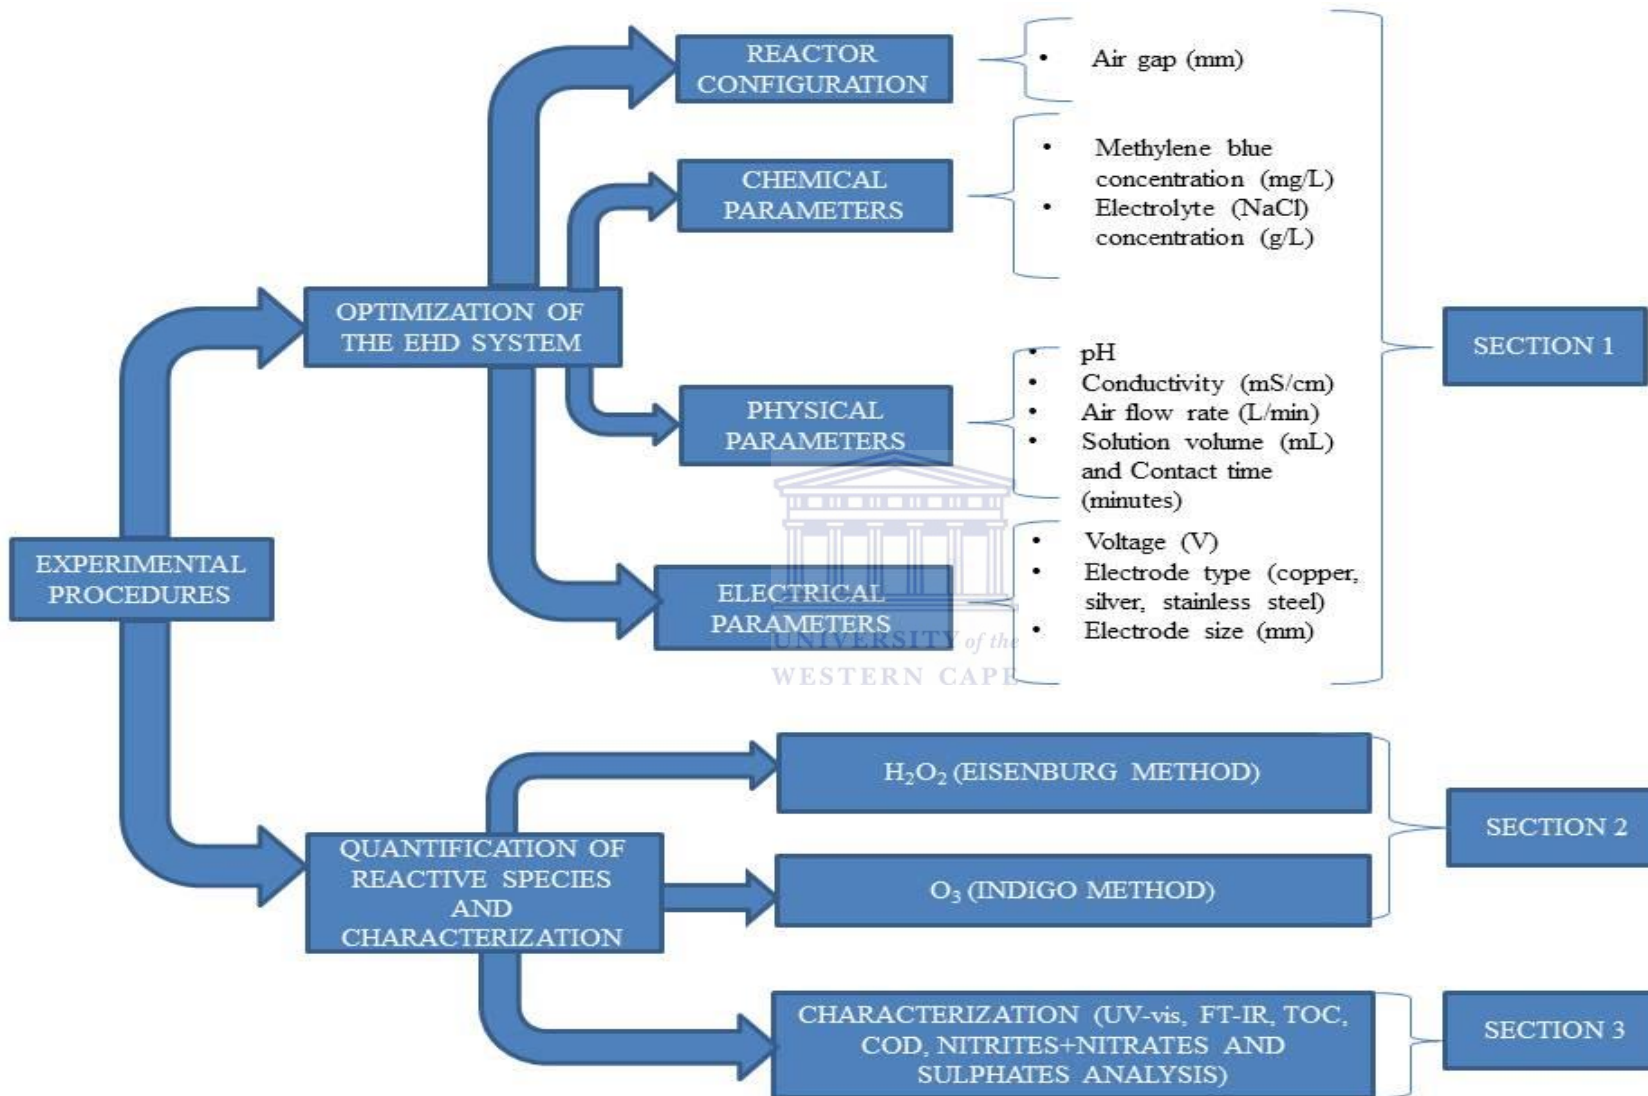 REACTOR
CONFIGURATION
• Air gap (mm)
CHEMICAL
PARAMETERS
• Methylene blue
concentration (mg/L)
• Electrolyte (NaCl)
concentration (g/L)
OPTIMIZATION OF
THE EHD SYSTEM
SECTION 1
PHYSICAL
PARAMETERS
• pH
• Conductivity (mS/cm)
• Air flow rate (L/min)
• Solution volume (mL)
and Contact time
(minutes)
EXPERIMENTAL
PROCEDURES
ELECTRICAL
PARAMETERS
• Voltage (V)
• Electrode type (copper,
silver, stainless steel)
• Electrode size (mm)
UNIVERSITY of the
WESTERN CAPE
H₂O₂ (EISENBURG METHOD)
SECTION 2
QUANTIFICATION OF
REACTIVE SPECIES
AND
CHARACTERIZATION
O₃ (INDIGO METHOD)
CHARACTERIZATION (UV-vis, FT-IR, TOC,
COD, NITRITES+NITRATES AND
SULPHATES ANALYSIS)
SECTION 3